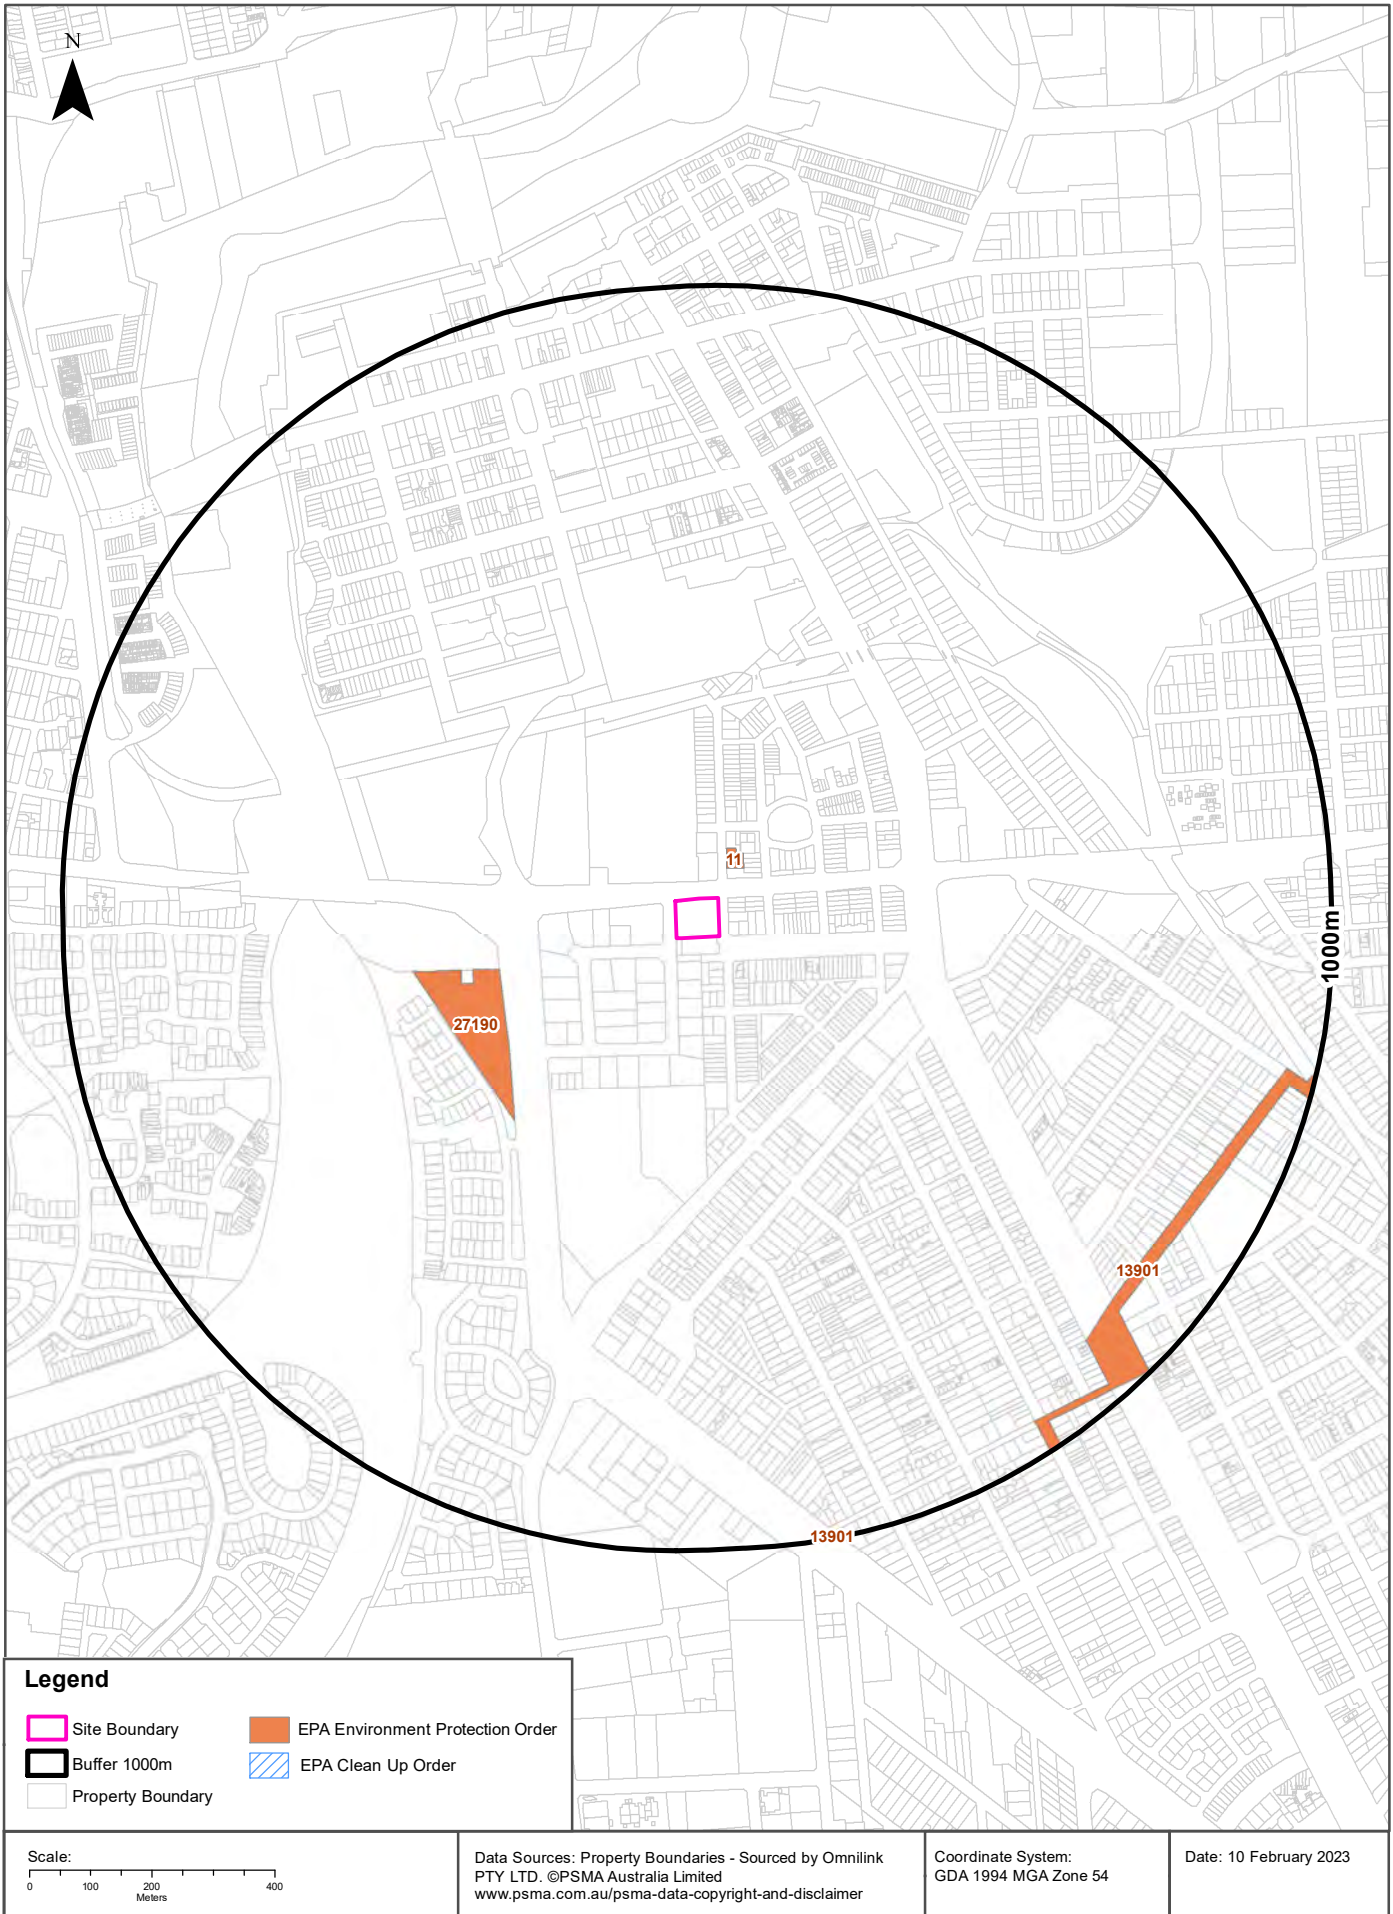 N
11
1000m
27190
13901
13901
Legend
Site Boundary
EPA Environment Protection Order
Buffer 1000m
EPA Clean Up Order
Property Boundary
Scale:
0 100 200 400
Meters
Data Sources: Property Boundaries - Sourced by Omnilink
PTY LTD. ©PSMA Australia Limited
www.psma.com.au/psma-data-copyright-and-disclaimer
Coordinate System:
GDA 1994 MGA Zone 54
Date: 10 February 2023